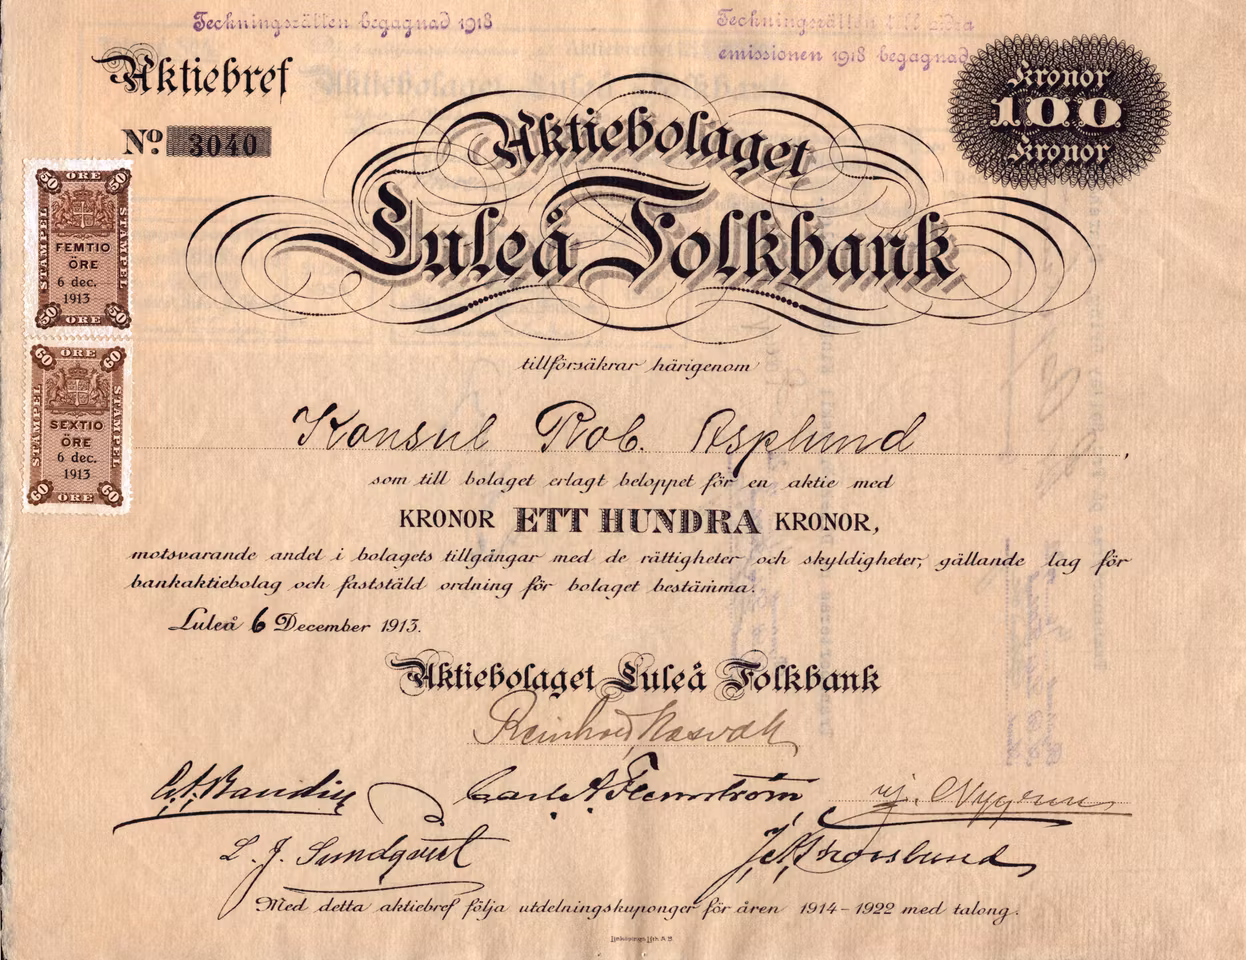 Teckningsrätten begagnad 1918
Teckningsrätten till andra
emissionen 1918 begagnad
Aktiebref
No. 3040
Kronor
100
Kronor
Aktiebolaget
Luleå Folkbank
50 ÖRE 50
STAMPEL
STÄMPEL
FEMTIO
ÖRE
6 dec.
1913
50 ÖRE 50
60 ÖRE 60
STÄMPEL
STÄMPEL
SEXTIO
ÖRE
6 dec.
1913
60 ÖRE 60
tillförsäkrar härigenom
Konsul Rob. Asplund,
som till bolaget erlagt beloppet för en aktie med
KRONOR ETT HUNDRA KRONOR,
motsvarande andel i bolagets tillgångar med de rättigheter och skyldigheter, gällande lag för
bankaktiebolag och faststäld ordning för bolaget bestämma.
Luleå 6 December 1913.
Aktiebolaget Luleå Folkbank
Reinhold
Carl A. Flemström
Nygren
L. J. Sundqvist
Med detta aktiebref följa utdelningskuponger för åren 1914–1922 med talong.